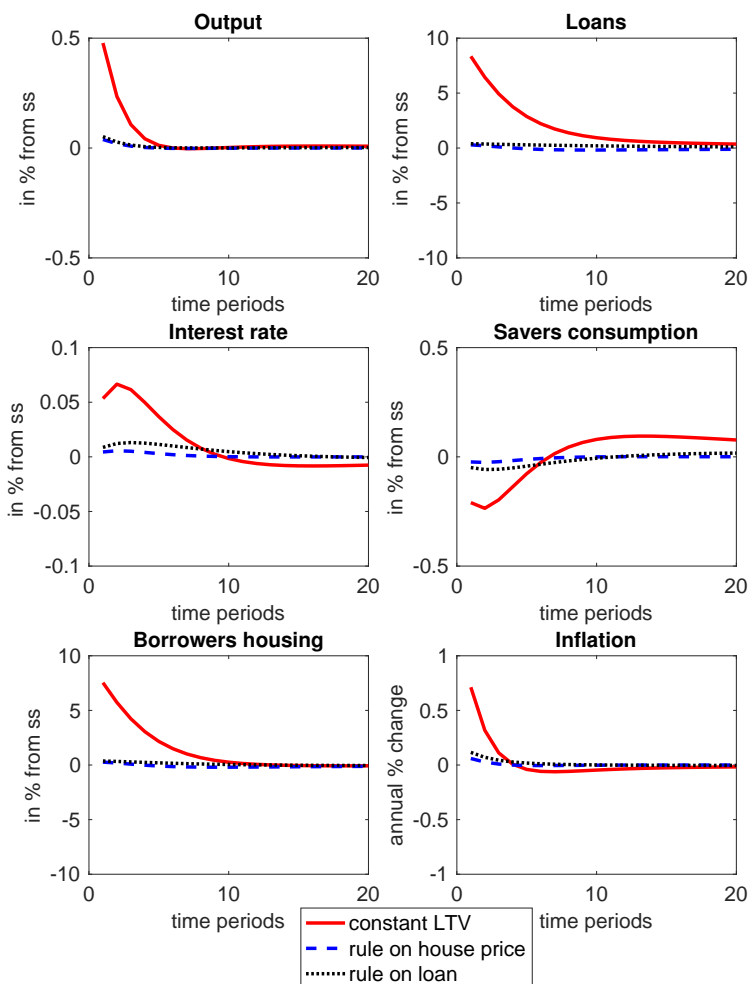 Output
in % from ss
0.5
0
-0.5
0
10
20
time periods
Loans
in % from ss
10
5
0
-5
-10
0
10
20
time periods
Interest rate
in % from ss
0.1
0.05
0
-0.05
-0.1
0
10
20
time periods
Savers consumption
in % from ss
0.5
0
-0.5
0
10
20
time periods
Borrowers housing
in % from ss
10
5
0
-5
-10
0
10
20
time periods
Inflation
annual % change
1
0.5
0
-0.5
-1
0
10
20
time periods
constant LTV
rule on house price
rule on loan